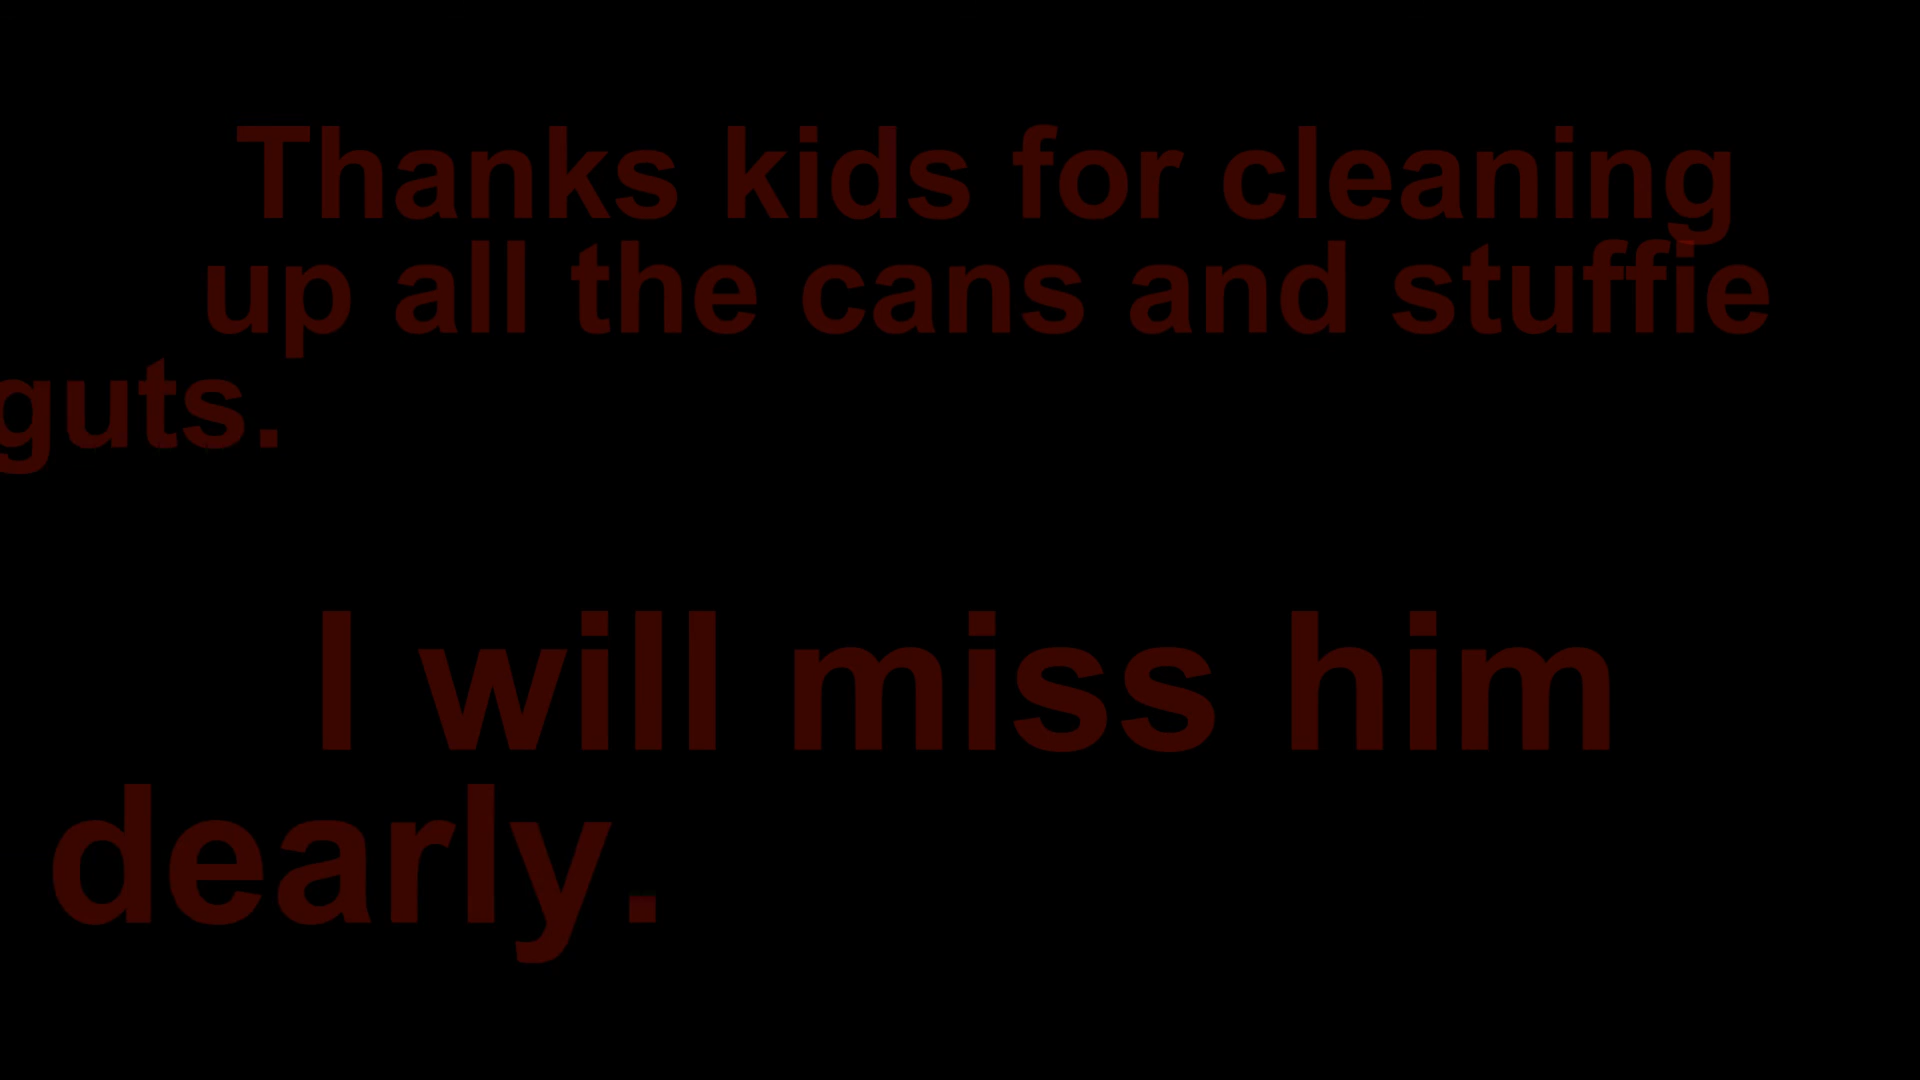 Thanks kids for cleaning
up all the cans and stuffie
guts.
I will miss him
dearly.